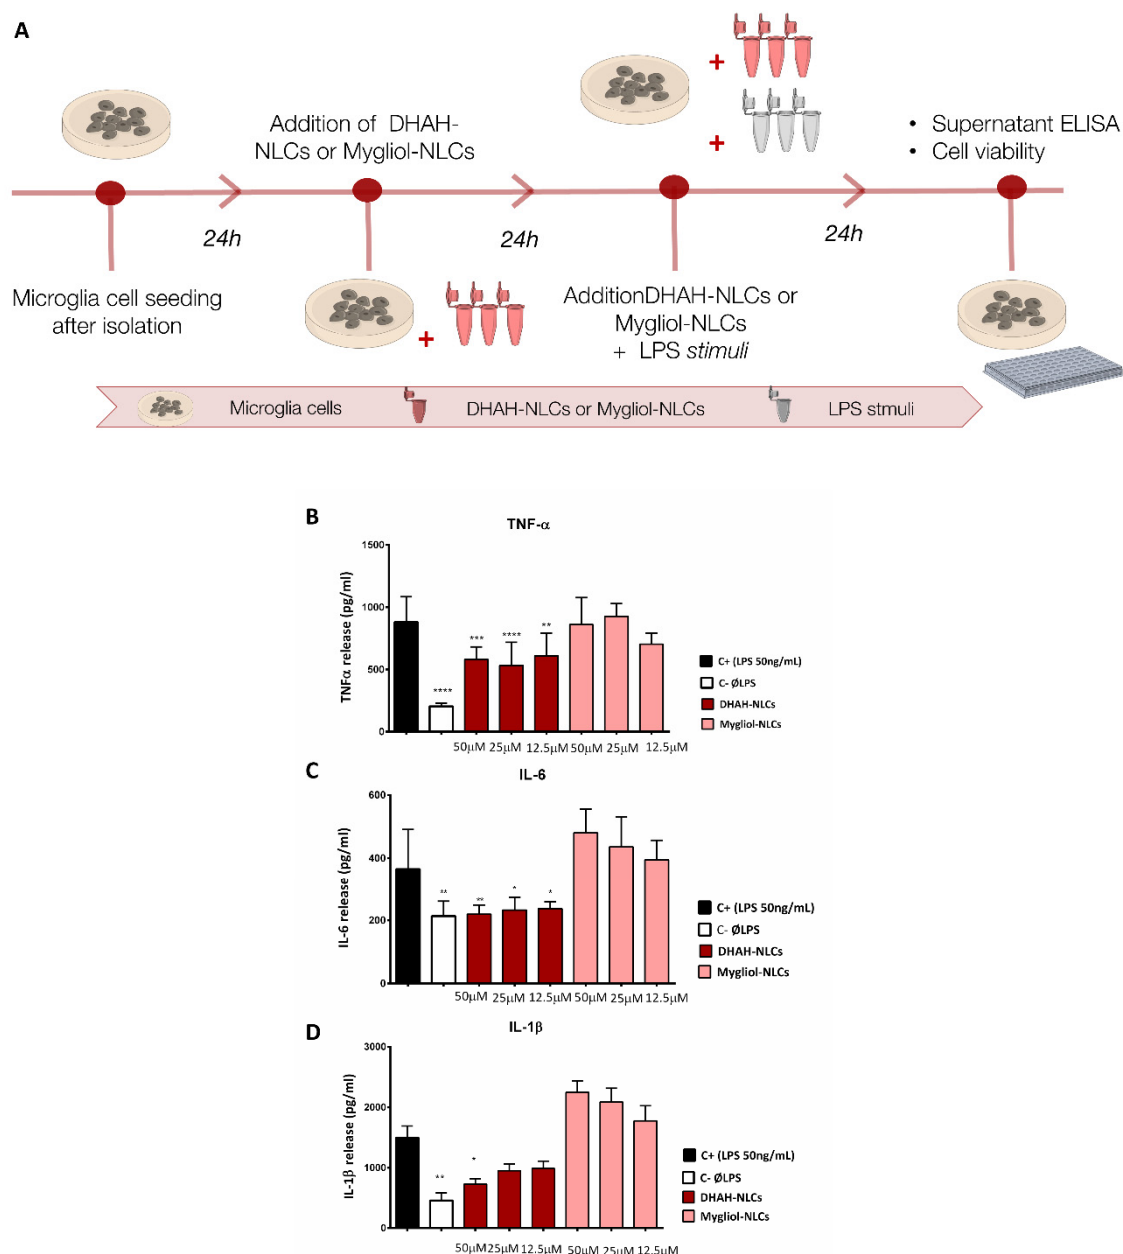 A
Addition of DHAH-
NLCs or Mygliol-NLCs
+
+
• Supernatant ELISA
• Cell viability
24h
24h
24h
Microglia cell seeding
after isolation
+
AdditionDHAH-NLCs or
Mygliol-NLCs
+ LPS stimuli
Microglia cells
DHAH-NLCs or Mygliol-NLCs
LPS stmuli
B
TNF-α
TNFα release (pg/ml)
1500
1000
500
0
****
***
****
**
50μM 25μM 12.5μM 50μM 25μM 12.5μM
C+ (LPS 50ng/mL)
C- ØLPS
DHAH-NLCs
Mygliol-NLCs
C
IL-6
IL-6 release (pg/ml)
600
400
200
0
**
**
*
*
50μM 25μM 12.5μM 50μM 25μM 12.5μM
C+ (LPS 50ng/mL)
C- ØLPS
DHAH-NLCs
Mygliol-NLCs
D
IL-1β
IL-1β release (pg/ml)
3000
2000
1000
0
**
*
50μM 25μM 12.5μM 50μM 25μM 12.5μM
C+ (LPS 50ng/mL)
C- ØLPS
DHAH-NLCs
Mygliol-NLCs